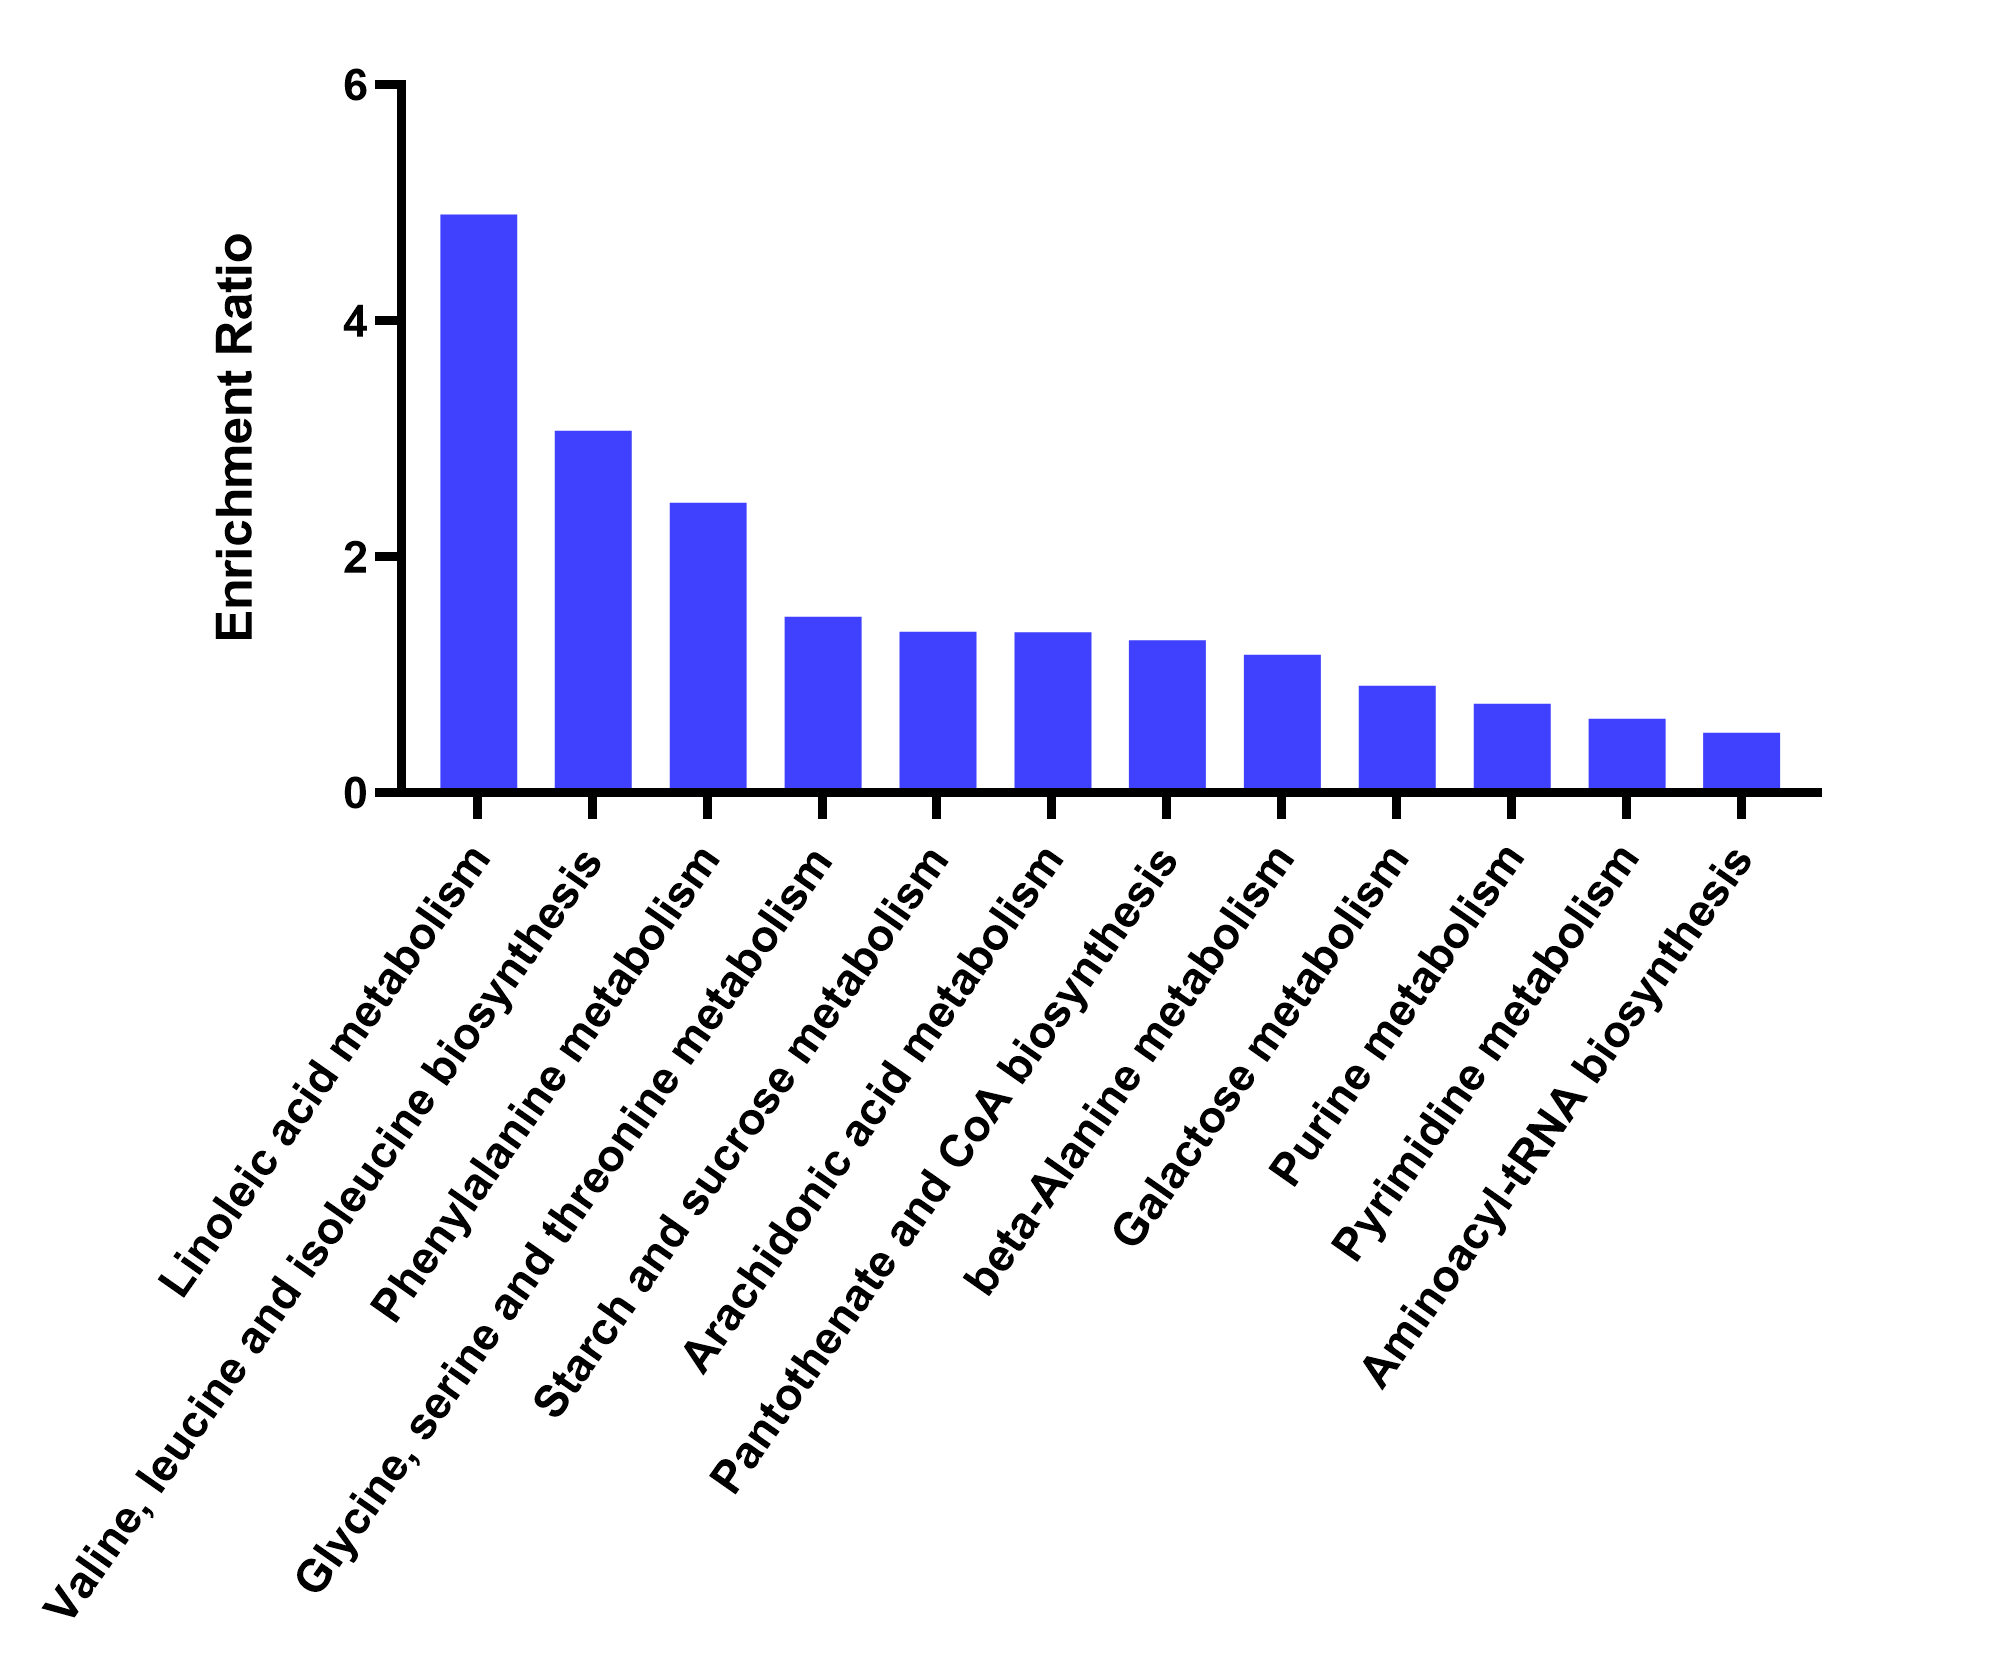 Enrichment Ratio
6
4
2
0
Linoleic acid metabolism
Valine, leucine and isoleucine biosynthesis
Phenylalanine metabolism
Glycine, serine and threonine metabolism
Starch and sucrose metabolism
Arachidonic acid metabolism
Pantothenate and CoA biosynthesis
beta-Alanine metabolism
Galactose metabolism
Purine metabolism
Pyrimidine metabolism
Aminoacyl-tRNA biosynthesis